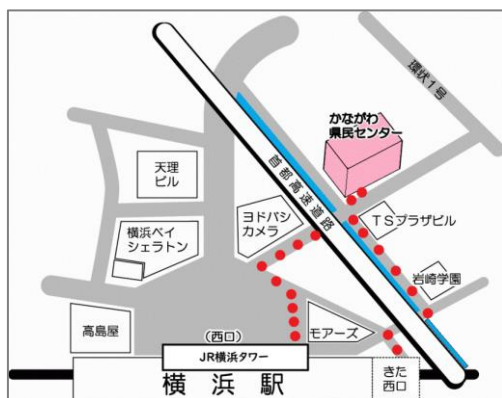 環状1号
かながわ
県民センター
首都高速道路
天理
ビル
ヨドバシ
カメラ
TSプラザビル
横浜ベイ
シェラトン
岩崎学園
高島屋
(西口)
モアーズ
JR横浜タワー
横浜駅
きた
西口